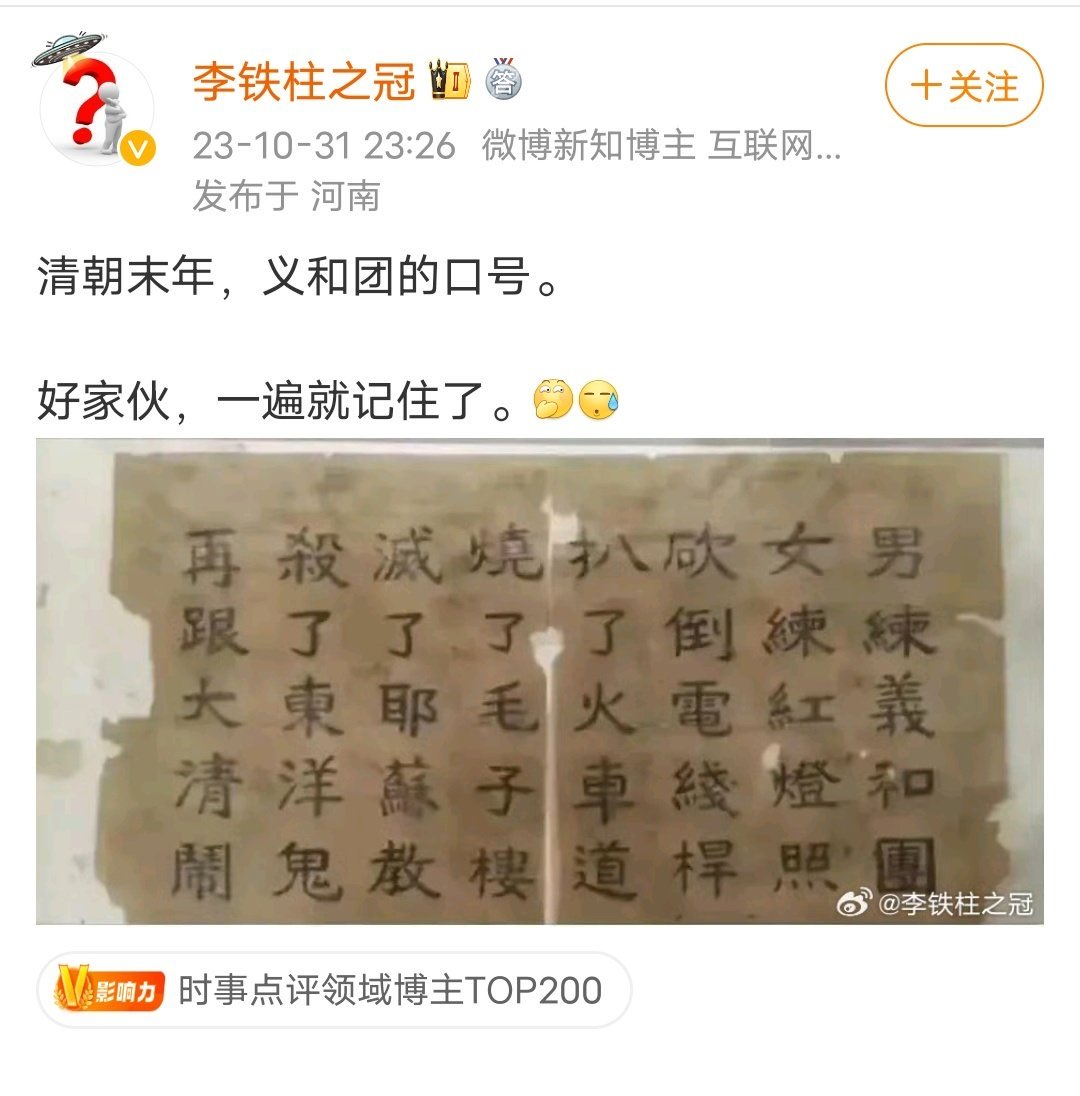 李铁柱之冠
答
V
+关注
23-10-31 23:26 微博新知博主 互联网...
发布于 河南
清朝末年，义和团的口号。
好家伙，一遍就记住了。
男練義和團
女練紅燈照
砍倒電綫桿
扒了火車道
燒了毛子樓
滅了耶蘇教
殺了東洋鬼
再跟大清鬧
@李铁柱之冠
V影响力 时事点评领域博主TOP200